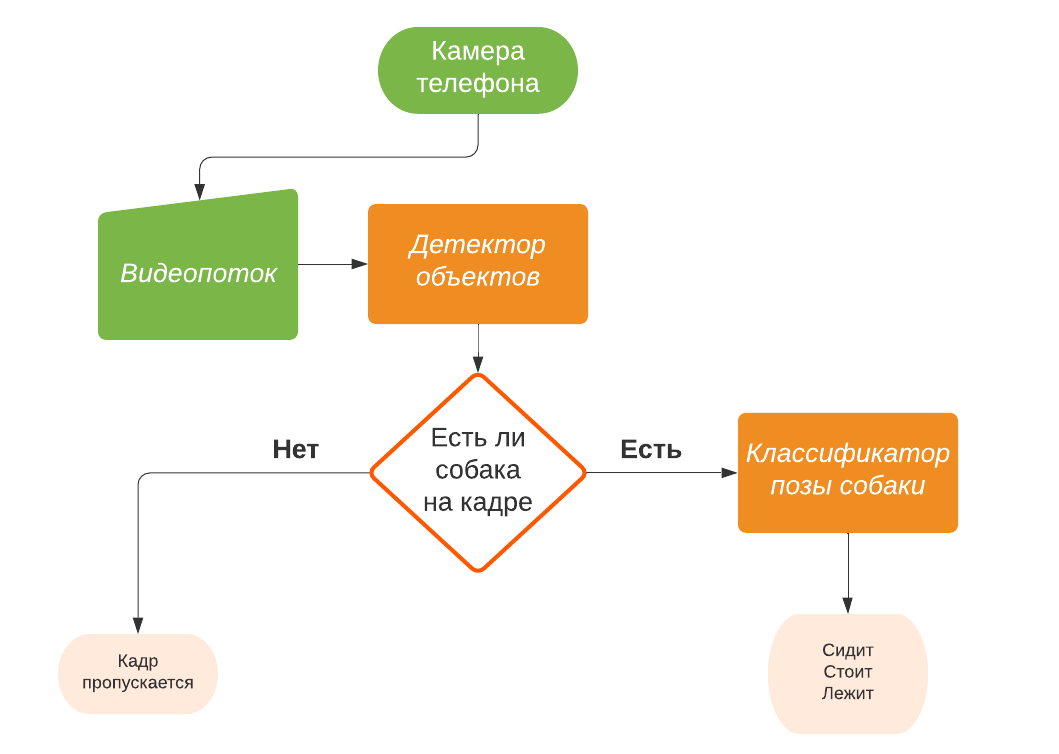 Камера
телефона
Видеопоток
Детектор
объектов
Есть ли
собака
на кадре
Нет
Есть
Классификатор
позы собаки
Кадр
пропускается
Сидит
Стоит
Лежит